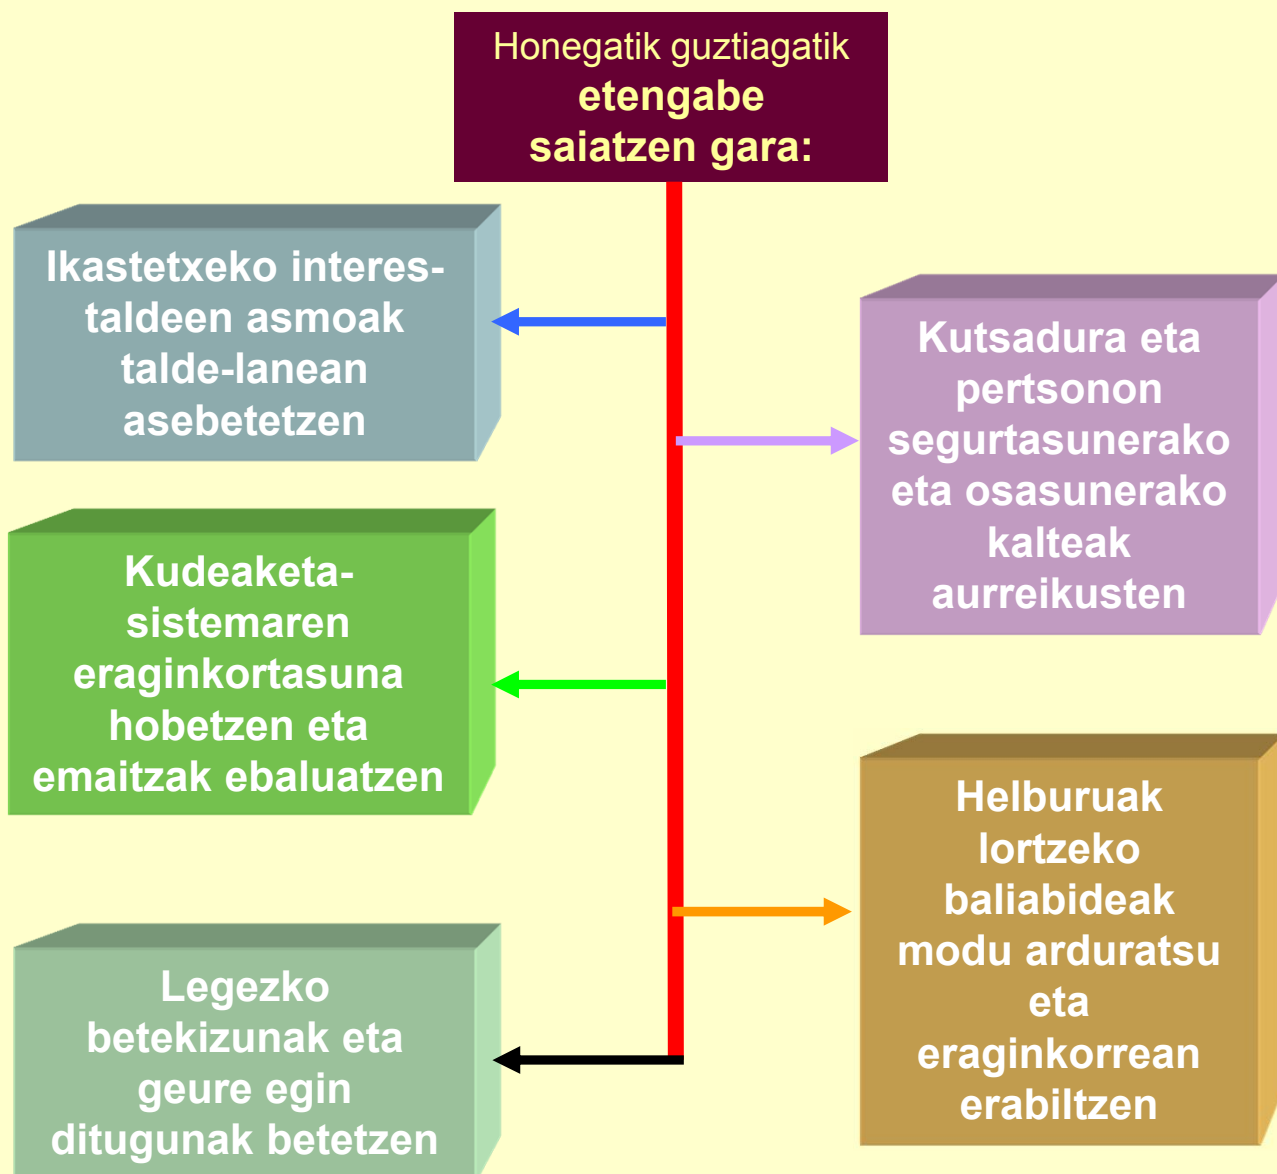 Honegatik guztiagatik
etengabe
saiatzen gara:
Ikastetxeko interes-
taldeen asmoak
talde-lanean
asebetetzen
Kutsadura eta
pertsonon
segurtasunerako
eta osasunerako
kalteak
aurreikusten
Kudeaketa-
sistemaren
eraginkortasuna
hobetzen eta
emaitzak ebaluatzen
Helburuak
lortzeko
baliabideak
modu arduratsu
eta
eraginkorrean
erabiltzen
Legezko
betekizunak eta
geure egin
ditugunak betetzen